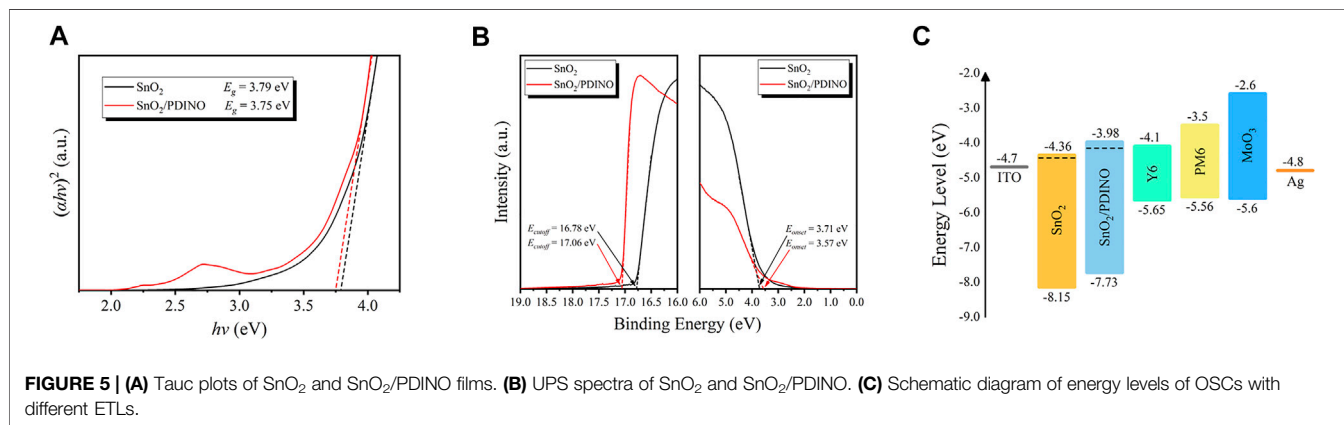 A
(αhν)² (a.u.)
SnO₂ E_g = 3.79 eV
SnO₂/PDINO E_g = 3.75 eV
2.0 2.5 3.0 3.5 4.0
hν (eV)
B
Intensity (a.u.)
SnO₂
SnO₂/PDINO
E_cutoff = 16.78 eV
E_cutoff = 17.06 eV
19.0 18.5 18.0 17.5 17.0 16.5 16.0
SnO₂
SnO₂/PDINO
E_onset = 3.71 eV
E_onset = 3.57 eV
6.0 5.0 4.0 3.0 2.0 1.0 0.0
Binding Energy (eV)
C
Energy Level (eV)
-2.0
-3.0
-4.0
-5.0
-6.0
-7.0
-8.0
-9.0
-4.7
ITO
-4.36
SnO₂
-8.15
-3.98
SnO₂/PDINO
-7.73
-4.1
Y6
-5.65
-3.5
PM6
-5.56
-2.6
MoO₃
-5.6
-4.8
Ag
FIGURE 5 | (A) Tauc plots of SnO₂ and SnO₂/PDINO films. (B) UPS spectra of SnO₂ and SnO₂/PDINO. (C) Schematic diagram of energy levels of OSCs with
different ETLs.